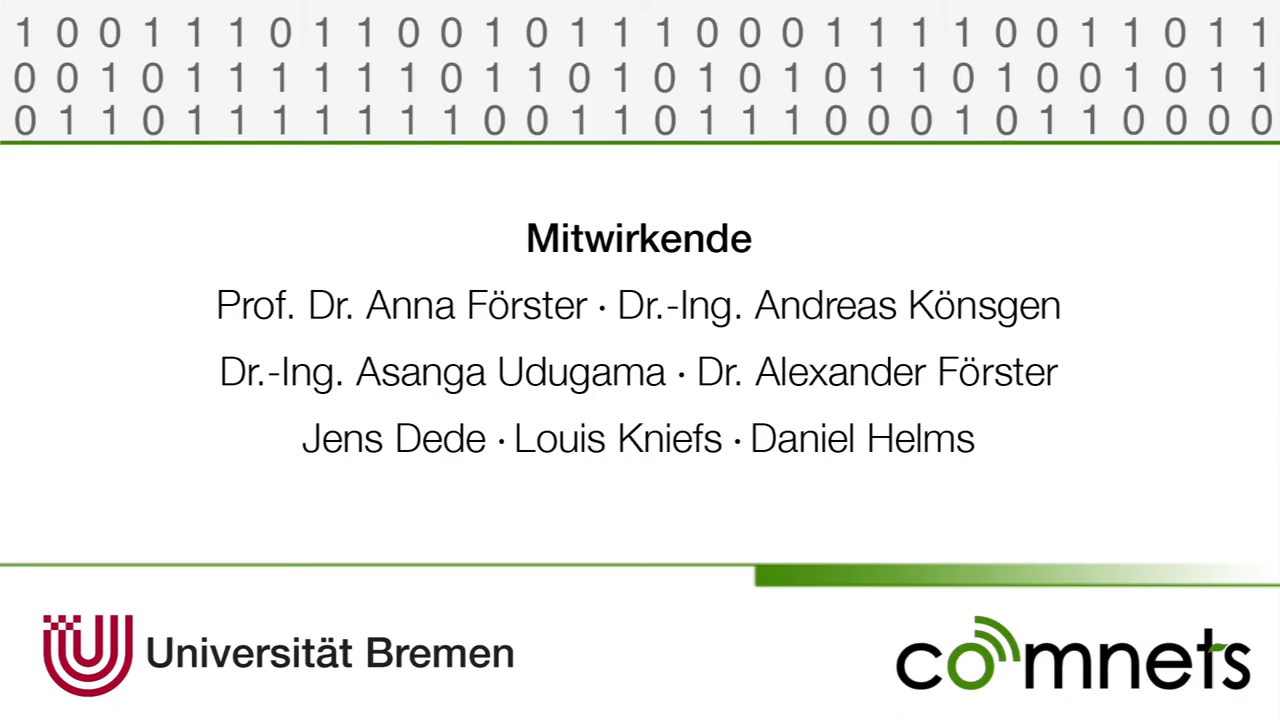 1 0 0 1 1 1 0 1 1 0 0 1 0 1 1 1 0 0 0 1 1 1 1 0 0 1 1 0 1 1
0 0 1 0 1 1 1 1 1 1 0 1 1 0 1 0 1 0 1 0 1 1 0 1 0 0 1 0 1 1
0 1 1 0 1 1 1 1 1 1 1 0 0 1 1 0 1 1 1 0 0 0 1 0 1 1 0 0 0 0
Mitwirkende
Prof. Dr. Anna Förster · Dr.-Ing. Andreas Könsgen
Dr.-Ing. Asanga Udugama · Dr. Alexander Förster
Jens Dede · Louis Kniefs · Daniel Helms
Universität Bremen
comnets